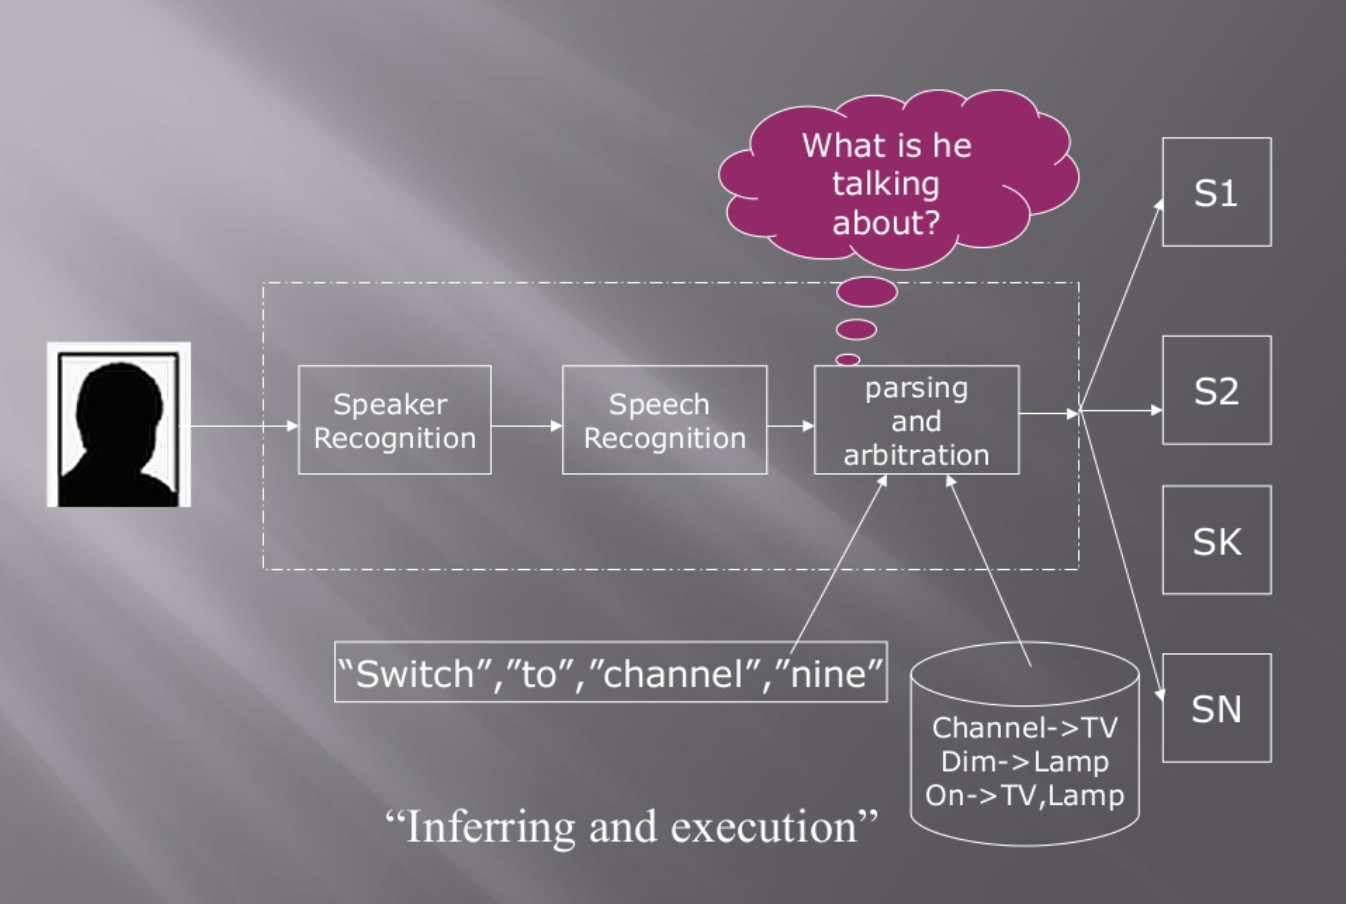 What is he
talking
about?
S1
S2
SK
SN
Speaker
Recognition
Speech
Recognition
parsing
and
arbitration
“Switch”,”to”,”channel”,”nine”
Channel->TV
Dim->Lamp
On->TV,Lamp
“Inferring and execution”